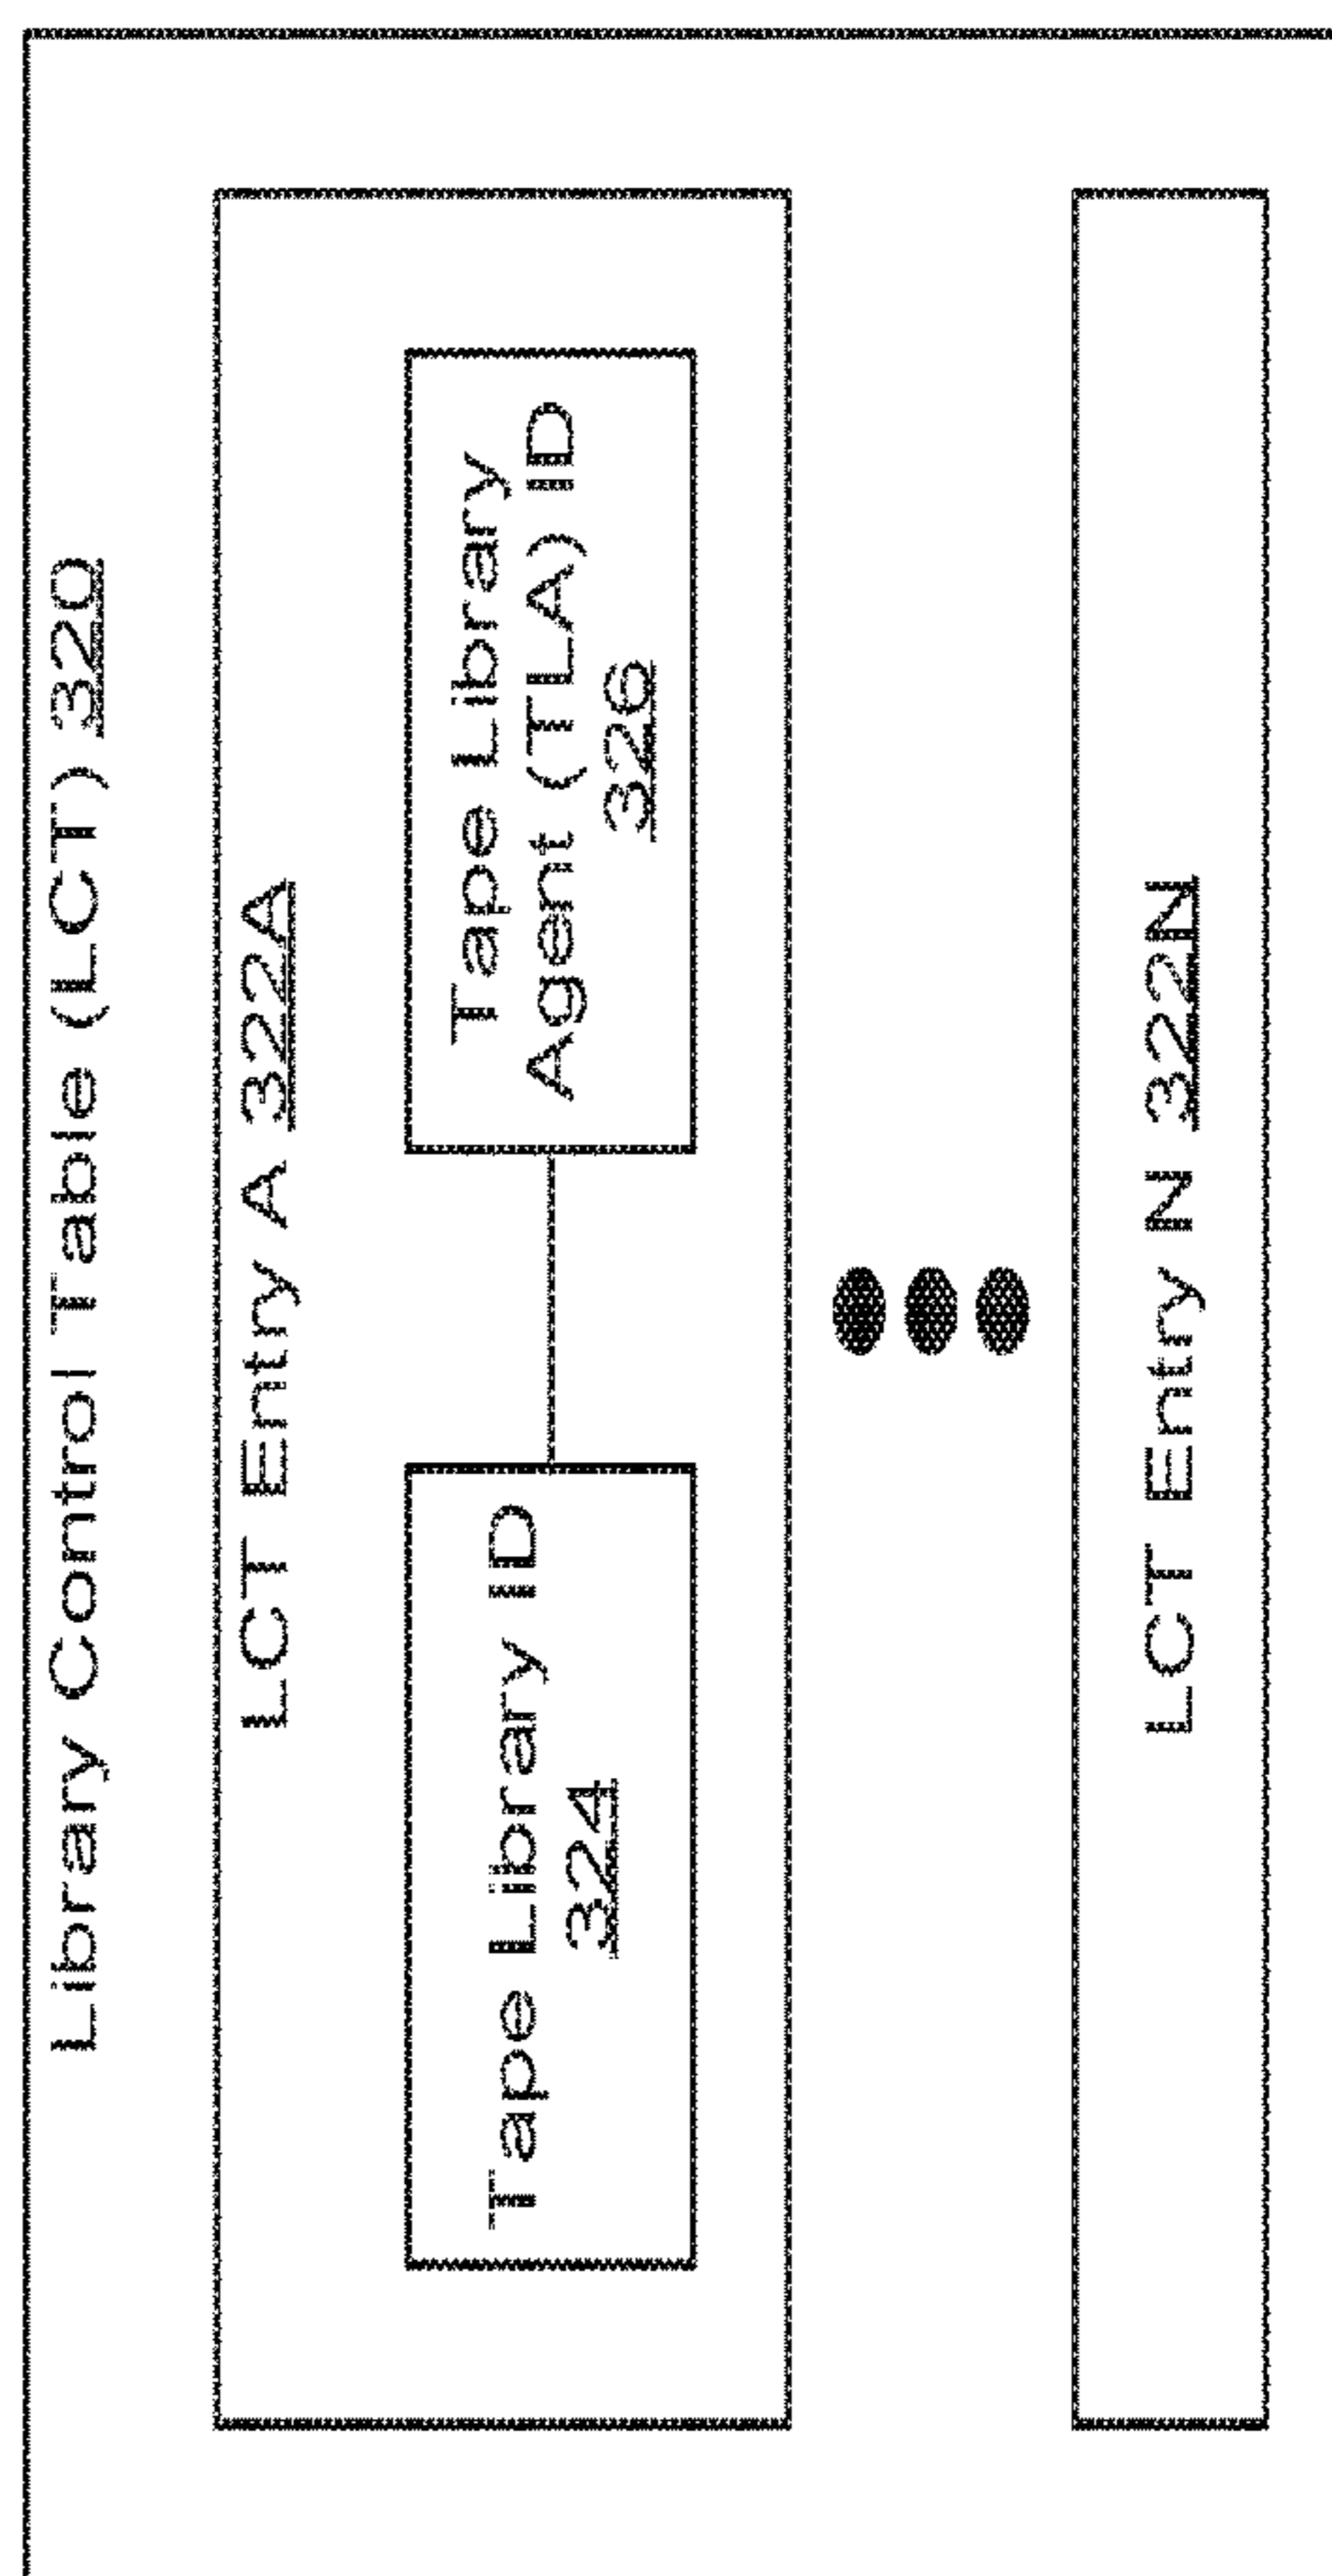 Library Control Table (LCT) 320
LCT Entry A 322A
Tape Library ID
324
Tape Library
Agent (TLA) ID
326
LCT Entry N 322N